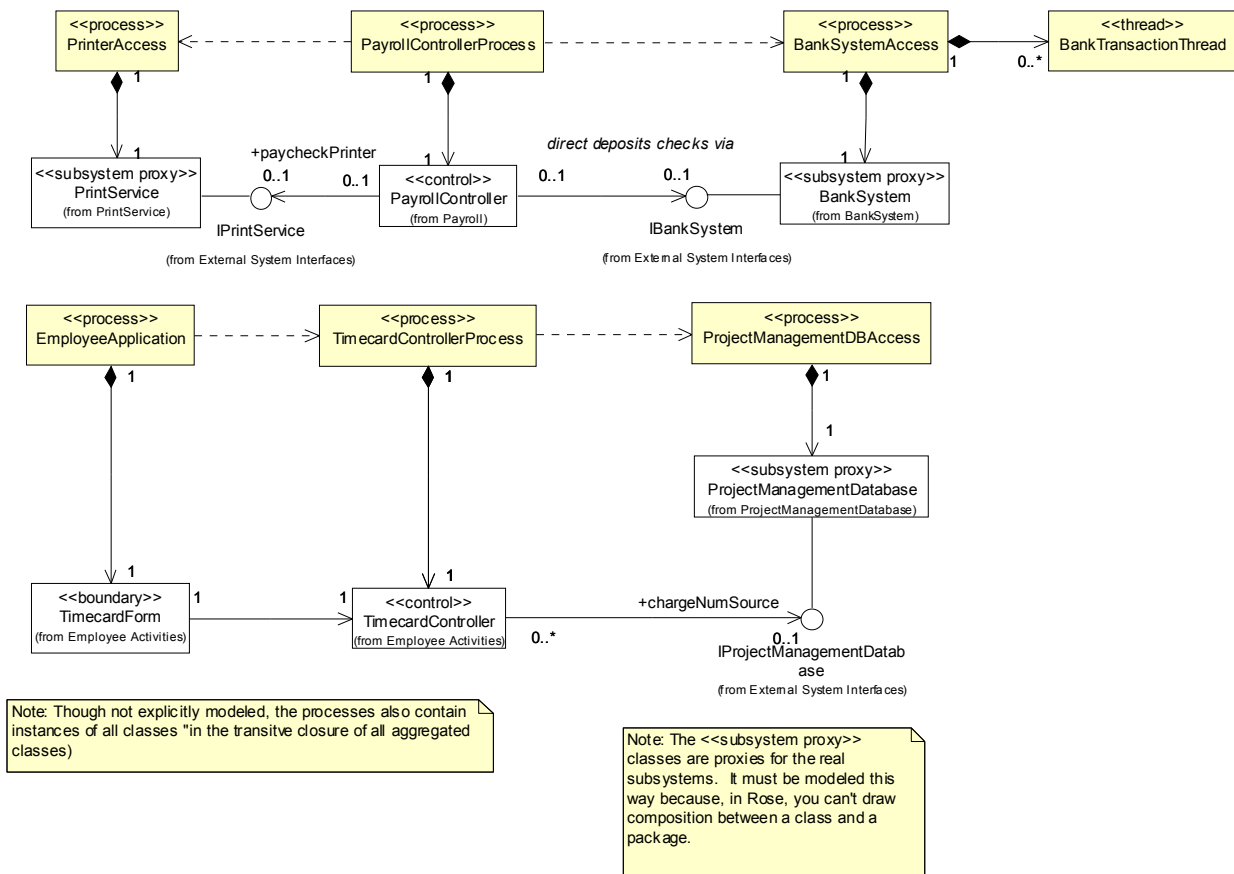 <<process>>
PrinterAccess
<<process>>
PayrollControllerProcess
<<process>>
BankSystemAccess
<<thread>>
BankTransactionThread
1
1
1
1
0..*
1
<<subsystem proxy>>
PrintService
(from PrintService)
+paycheckPrinter
0..1
0..1
IPrintService
(from External System Interfaces)
1
<<control>>
PayrollController
(from Payroll)
direct deposits checks via
0..1
0..1
IBankSystem
(from External System Interfaces)
1
<<subsystem proxy>>
BankSystem
(from BankSystem)
<<process>>
EmployeeApplication
<<process>>
TimecardControllerProcess
<<process>>
ProjectManagementDBAccess
1
1
1
1
<<subsystem proxy>>
ProjectManagementDatabase
(from ProjectManagementDatabase)
1
<<boundary>>
TimecardForm
(from Employee Activities)
1
1
1
<<control>>
TimecardController
(from Employee Activities)
+chargeNumSource
0..*
0..1
IProjectManagementDatab
ase
(from External System Interfaces)
Note: Though not explicitly modeled, the processes also contain
instances of all classes "in the transitve closure of all aggregated
classes)
Note: The <<subsystem proxy>>
classes are proxies for the real
subsystems. It must be modeled this
way because, in Rose, you can't draw
composition between a class and a
package.